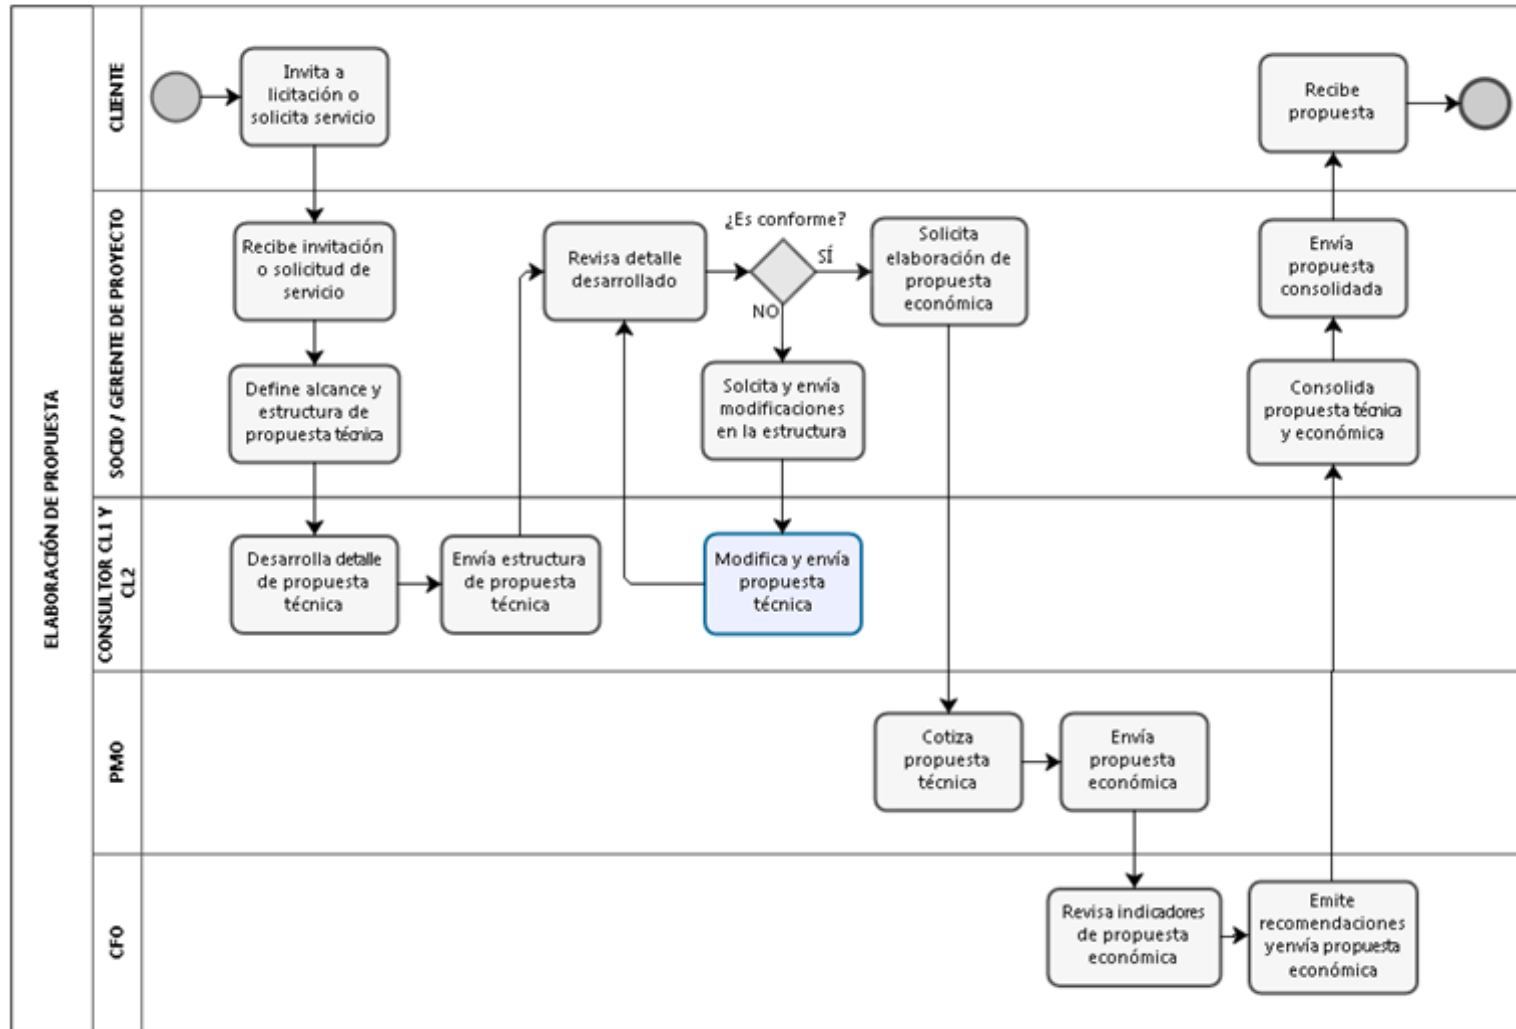 ELABORACIÓN DE PROPUESTA
CLIENTE
Invita a
licitación o
solicita servicio
Recibe
propuesta
SOCIO / GERENTE DE PROYECTO
Recibe invitación
o solicitud de
servicio
Define alcance y
estructura de
propuesta técnica
Revisa detalle
desarrollado
¿Es conforme?
SÍ
NO
Solicita
elaboración de
propuesta
económica
Solcita y envía
modificaciones
en la estructura
Envía
propuesta
consolidada
Consolida
propuesta técnica
y económica
CONSULTOR CL1 Y
CL2
Desarrolla detalle
de propuesta
técnica
Envía estructura
de propuesta
técnica
Modifica y envía
propuesta
técnica
PMO
Cotiza
propuesta
técnica
Envía
propuesta
económica
CFO
Revisa indicadores
de propuesta
económica
Emite
recomendaciones
y envía propuesta
económica